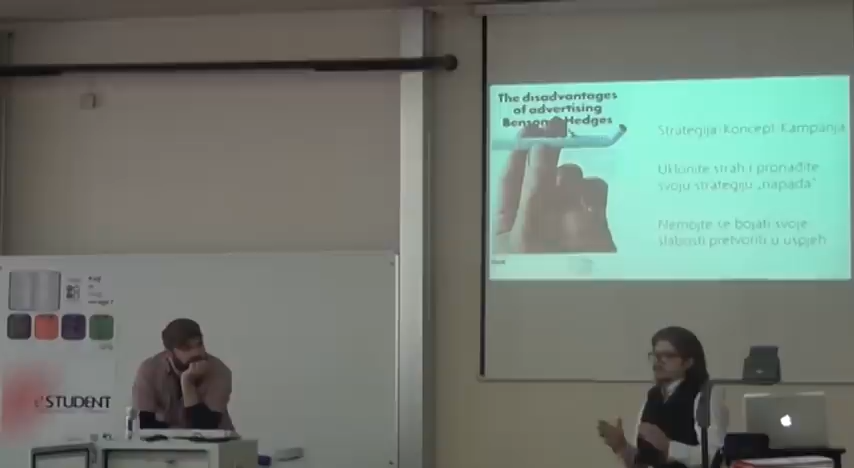 The disadvantages
of advertising
Benson & Hedges
Strategija-Koncept-Kampanja
Uklonite strah i pronađite
svoju strategiju „napada"
Nemojte se bojati svoje
slabosti pretvoriti u uspjeh
eSTUDENT